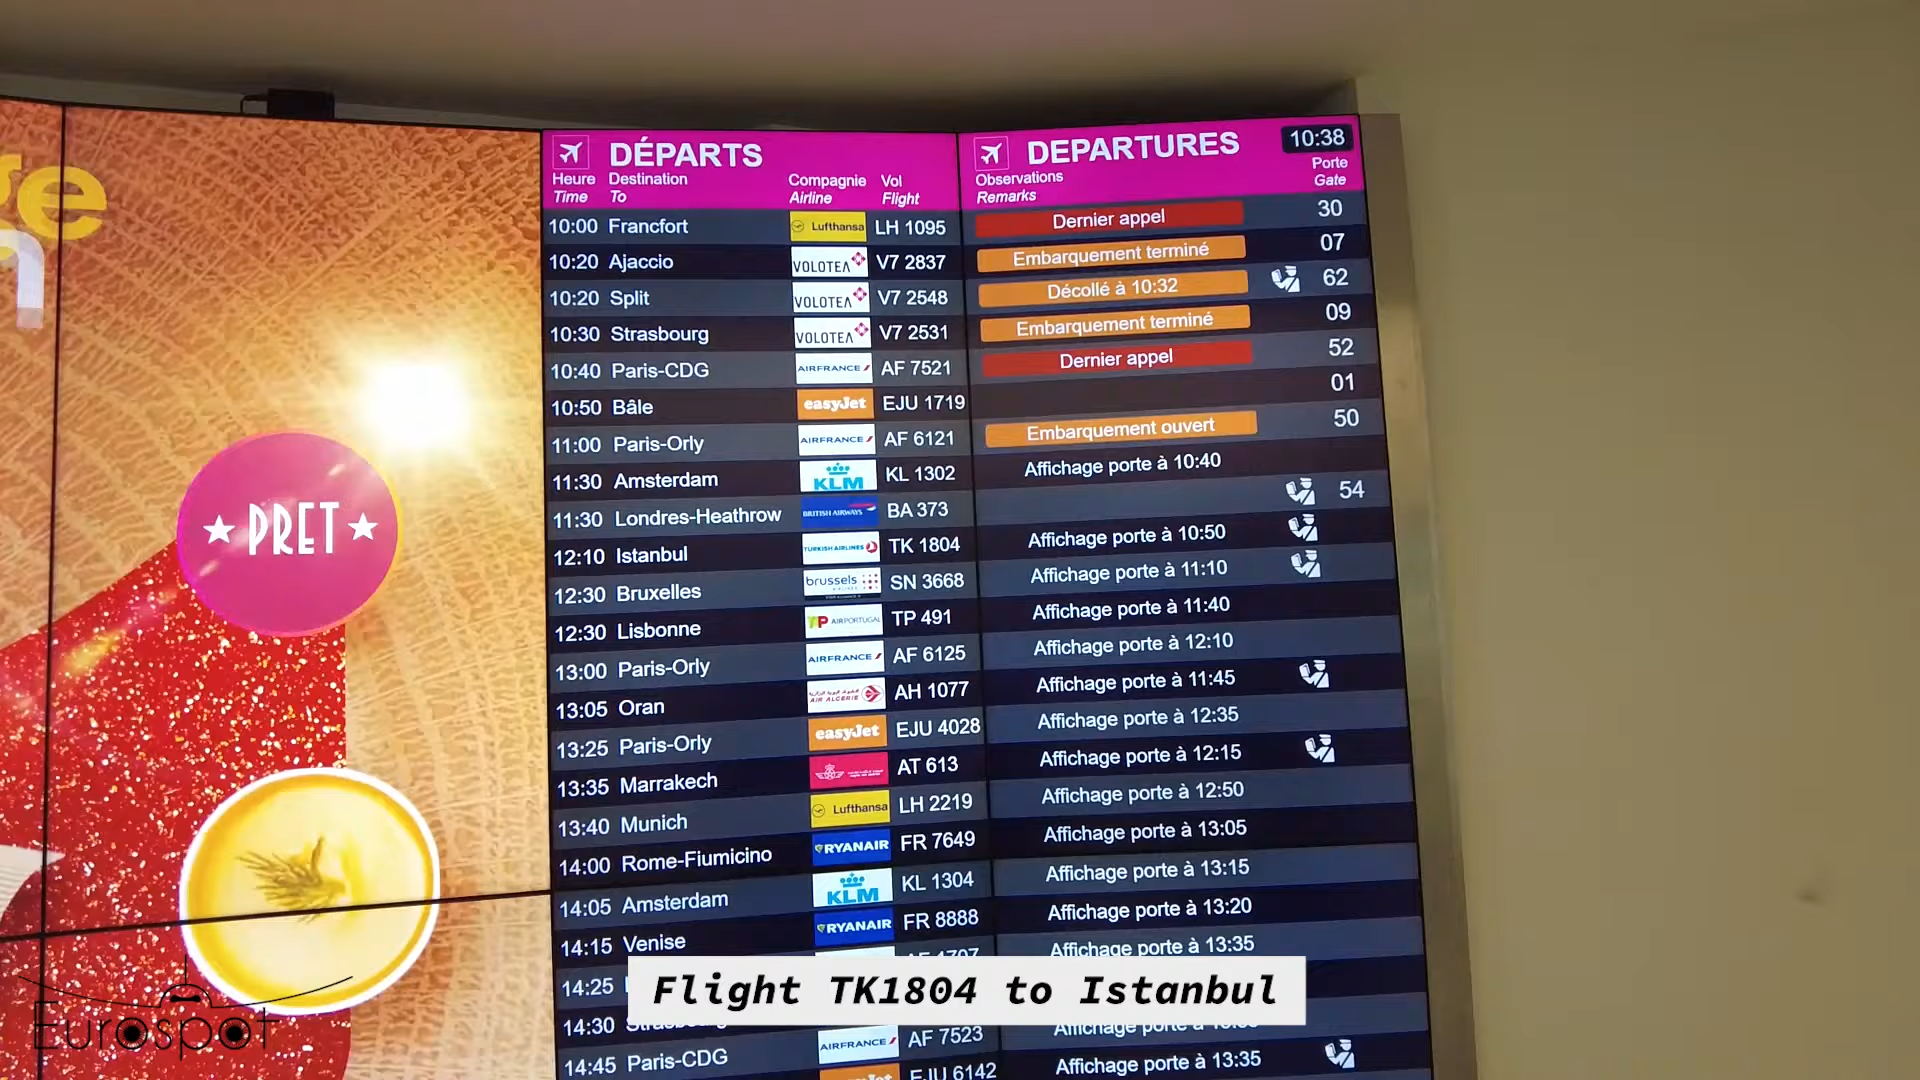 ge
★ PRET ★
DÉPARTS DEPARTURES 10:38
Heure Destination Compagnie Vol Observations Porte
Time To Airline Flight Remarks Gate
10:00 Francfort Lufthansa LH 1095 Dernier appel 30
10:20 Ajaccio VOLOTEA V7 2837 Embarquement terminé 07
10:20 Split VOLOTEA V7 2548 Décollé à 10:32 62
10:30 Strasbourg VOLOTEA V7 2531 Embarquement terminé 09
10:40 Paris-CDG AIRFRANCE AF 7521 Dernier appel 52
10:50 Bâle easyJet EJU 1719 01
11:00 Paris-Orly AIRFRANCE AF 6121 Embarquement ouvert 50
11:30 Amsterdam KLM KL 1302 Affichage porte à 10:40
11:30 Londres-Heathrow BRITISH AIRWAYS BA 373 54
12:10 Istanbul TURKISH AIRLINES TK 1804 Affichage porte à 10:50
12:30 Bruxelles brussels airlines SN 3668 Affichage porte à 11:10
12:30 Lisbonne TP AIRPORTUGAL TP 491 Affichage porte à 11:40
13:00 Paris-Orly AIRFRANCE AF 6125 Affichage porte à 12:10
13:05 Oran AIR ALGERIE AH 1077 Affichage porte à 11:45
13:25 Paris-Orly easyJet EJU 4028 Affichage porte à 12:35
13:35 Marrakech AT 613 Affichage porte à 12:15
13:40 Munich Lufthansa LH 2219 Affichage porte à 12:50
14:00 Rome-Fiumicino RYANAIR FR 7649 Affichage porte à 13:05
14:05 Amsterdam KLM KL 1304 Affichage porte à 13:15
14:15 Venise RYANAIR FR 8888 Affichage porte à 13:20
14:25 Affichage porte à 13:35
Flight TK1804 to Istanbul
14:30 Strasbourg Affichage porte à
14:45 Paris-CDG AIRFRANCE AF 7523 Affichage porte à 13:35
EJU 6142
Eurospot